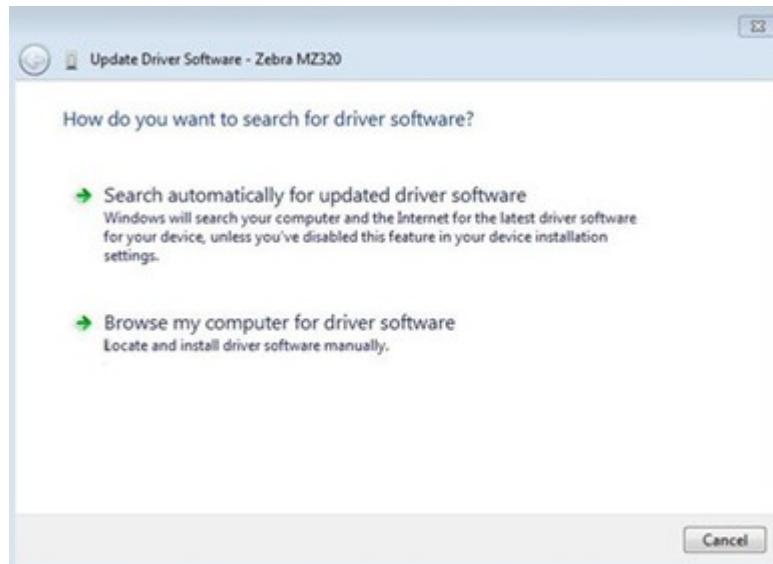 Update Driver Software - Zebra MZ320
How do you want to search for driver software?
Search automatically for updated driver software
Windows will search your computer and the Internet for the latest driver software
for your device, unless you've disabled this feature in your device installation
settings.
Browse my computer for driver software
Locate and install driver software manually.
Cancel